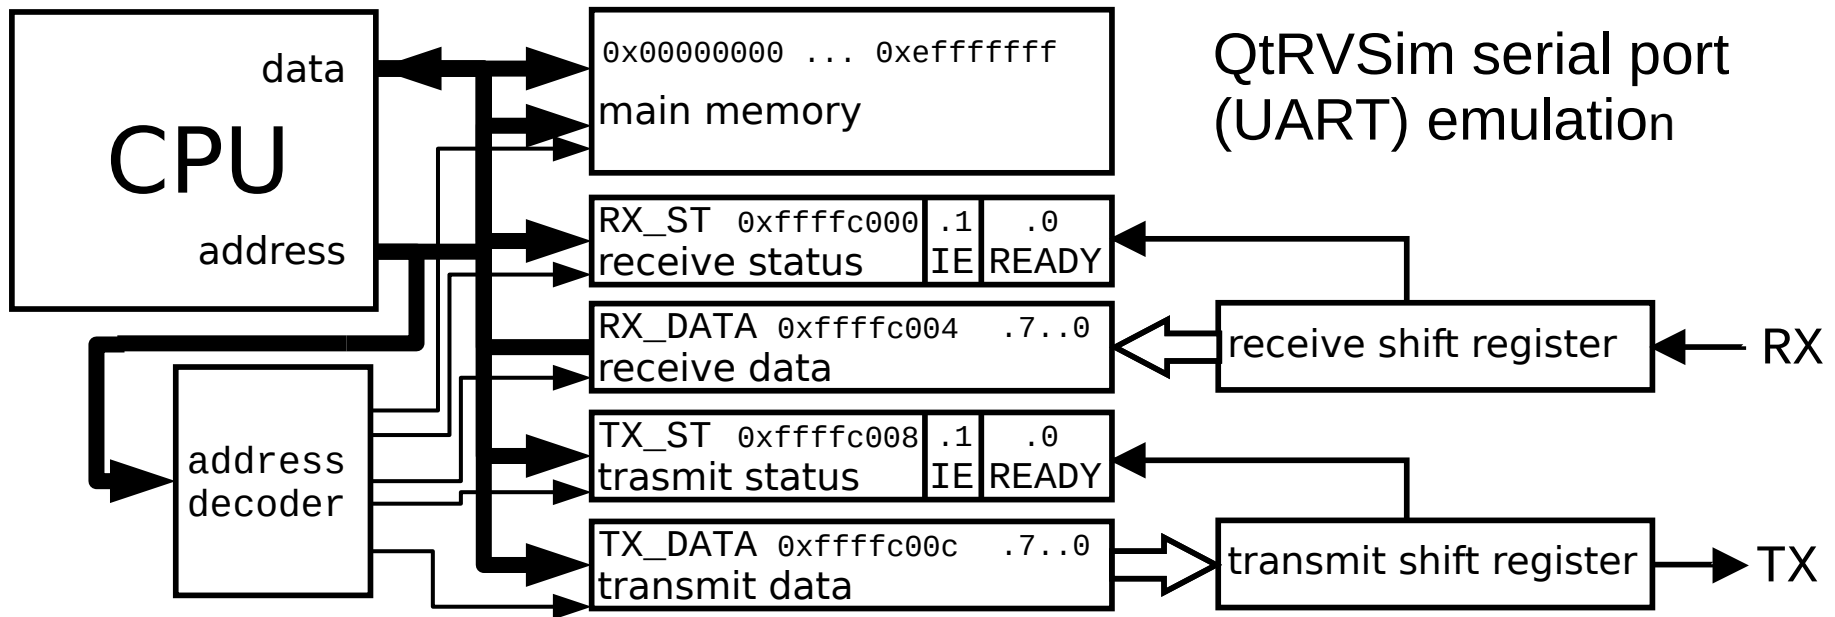 QtRVSim serial port
(UART) emulation
CPU
data
address
address
decoder
0x00000000 ... 0xefffffff
main memory
RX_ST 0xffffc000 .1 .0
receive status IE READY
RX_DATA 0xffffc004 .7..0
receive data
receive shift register
RX
TX_ST 0xffffc008 .1 .0
trasmit status IE READY
TX_DATA 0xffffc00c .7..0
transmit data
transmit shift register
TX